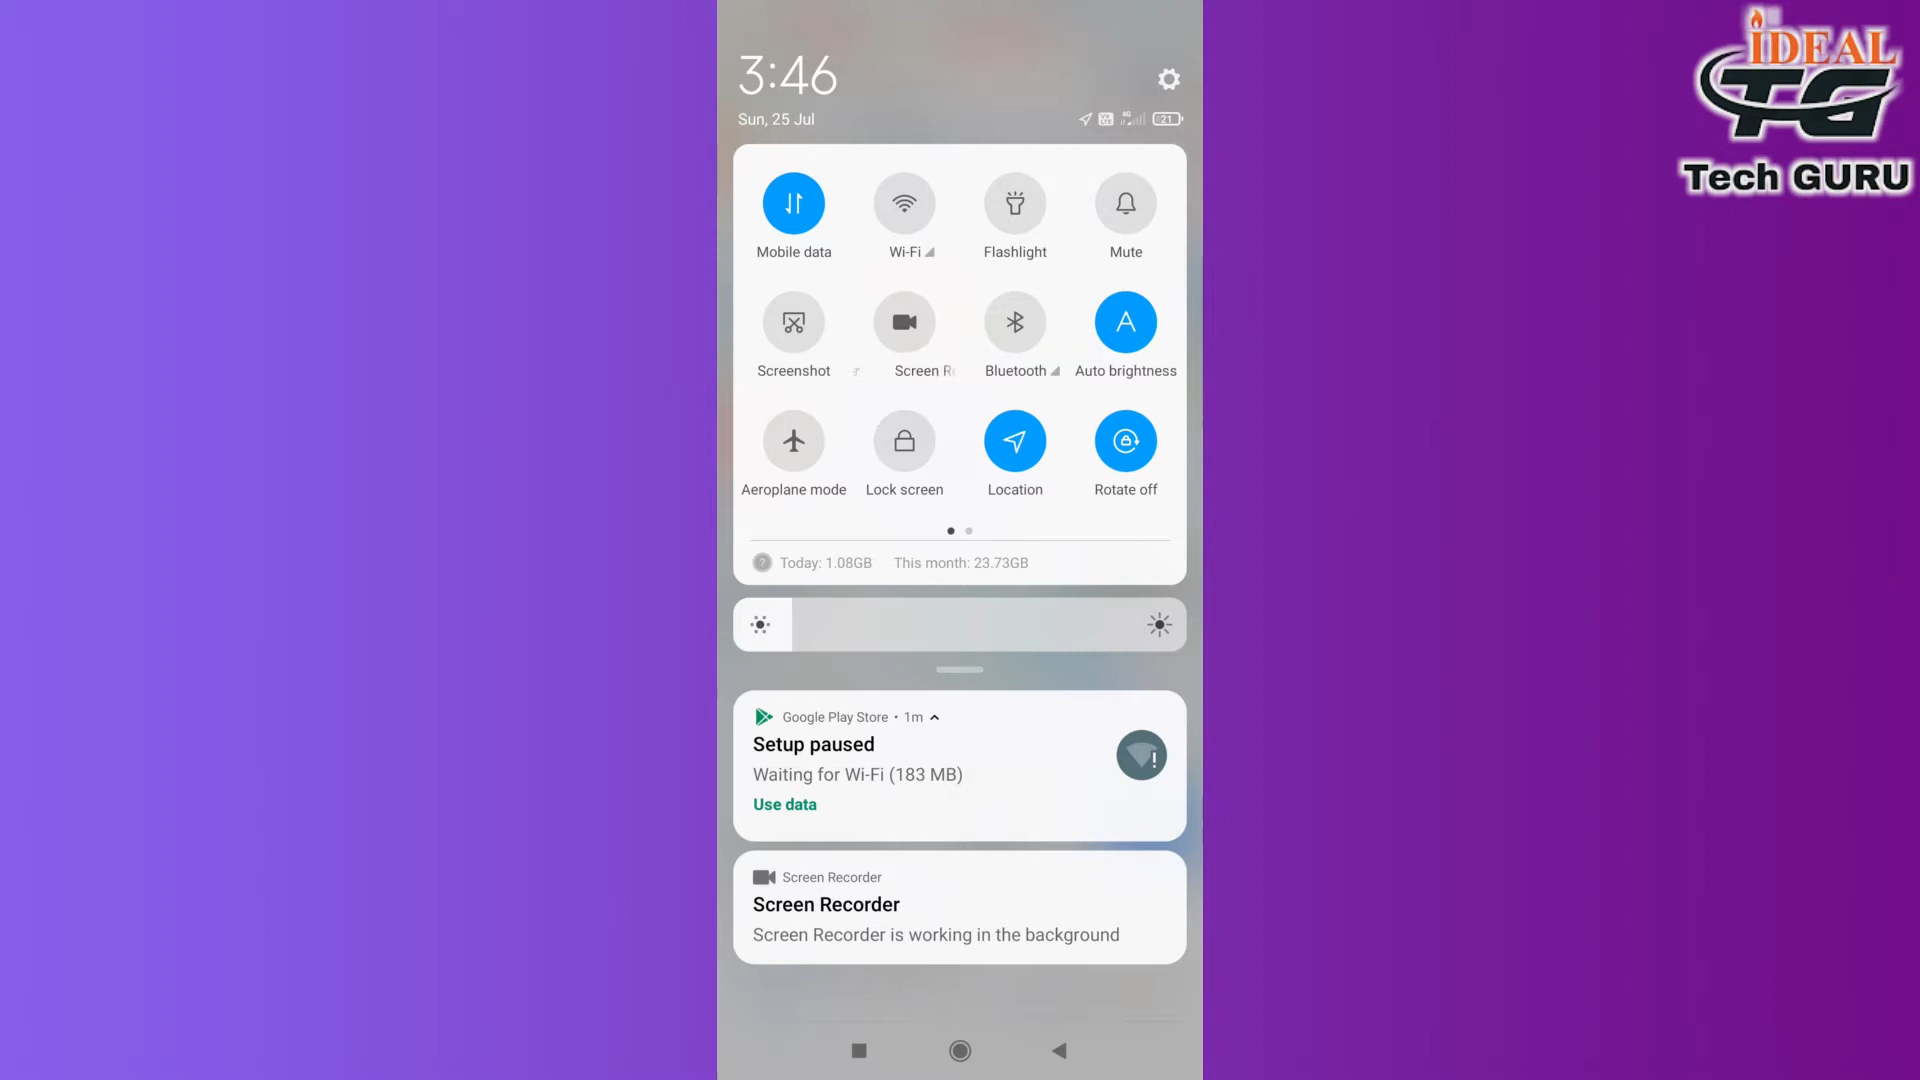 3:46
Sun, 25 Jul
4G
21
Mobile data
Wi-Fi
Flashlight
Mute
Screenshot
Screen R
Bluetooth
Auto brightness
A
Aeroplane mode
Lock screen
Location
Rotate off
? Today: 1.08GB This month: 23.73GB
Google Play Store • 1m
Setup paused
Waiting for Wi-Fi (183 MB)
Use data
Screen Recorder
Screen Recorder
Screen Recorder is working in the background
IDEAL
TG
Tech GURU